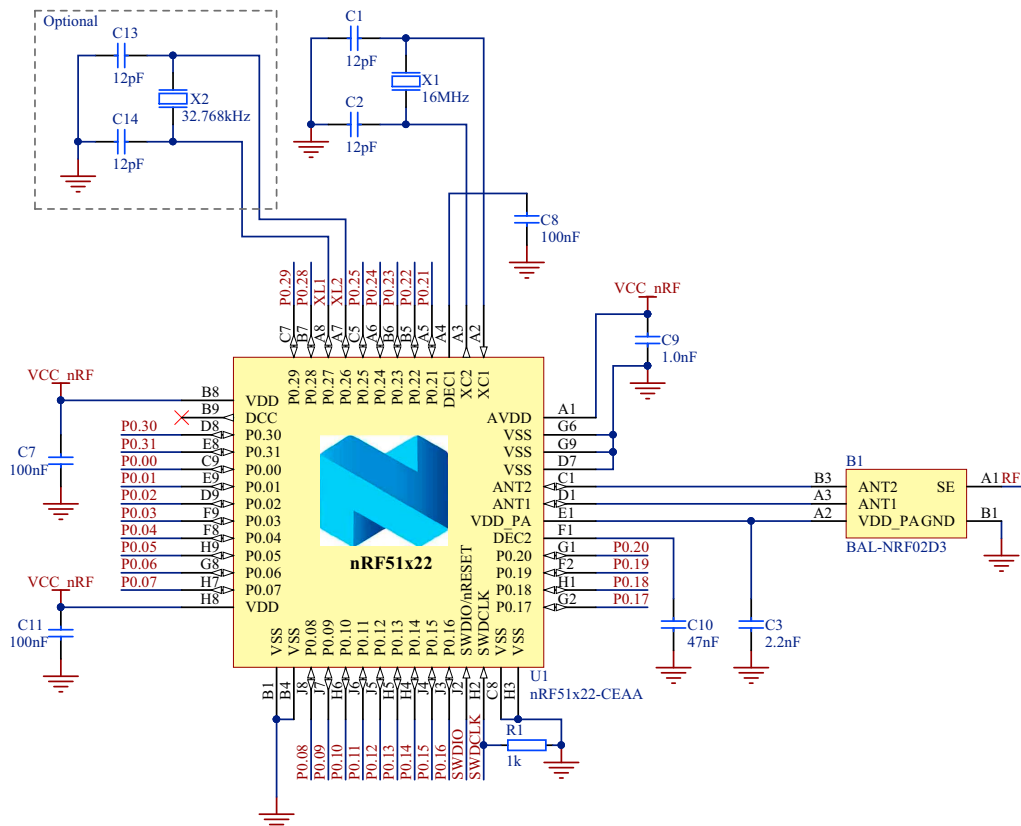 Optional
C13
12pF
X2
32.768kHz
C14
12pF
C1
12pF
X1
16MHz
C2
12pF
C8
100nF
P0.29
P0.28
XL1
XL2
P0.25
P0.24
P0.23
P0.22
P0.21
C7
B7
A8
A7
C5
A6
B6
B5
A5
A4
A3
A2
P0.29
P0.28
P0.27
P0.26
P0.25
P0.24
P0.23
P0.22
P0.21
DEC1
XC2
XC1
VCC_nRF
C9
1.0nF
VCC_nRF
C7
100nF
B8 VDD
B9 DCC
P0.30 D8 P0.30
P0.31 E8 P0.31
P0.00 C9 P0.00
P0.01 E9 P0.01
P0.02 D9 P0.02
P0.03 F9 P0.03
P0.04 F8 P0.04
P0.05 H9 P0.05
P0.06 G8 P0.06
P0.07 H7 P0.07
H8 VDD
VCC_nRF
C11
100nF
nRF51x22
AVDD A1
VSS G6
VSS G9
VSS D7
ANT2 C1
ANT1 D1
VDD_PA E1
DEC2 F1
P0.20 G1 P0.20
P0.19 F2 P0.19
P0.18 H1 P0.18
P0.17 G2 P0.17
B1
B3 ANT2
A3 ANT1
A2 VDD_PA
SE A1 RF
GND B1
BAL-NRF02D3
C10
47nF
C3
2.2nF
VSS
VSS
P0.08
P0.09
P0.10
P0.11
P0.12
P0.13
P0.14
P0.15
P0.16
SWDIO/nRESET
SWDCLK
VSS
VSS
U1
nRF51x22-CEAA
B1
B4
J8
J7
H6
J6
J5
H5
H4
J4
J3
J2
H2
C8
H3
P0.08
P0.09
P0.10
P0.11
P0.12
P0.13
P0.14
P0.15
P0.16
SWDIO
SWDCLK
R1
1k